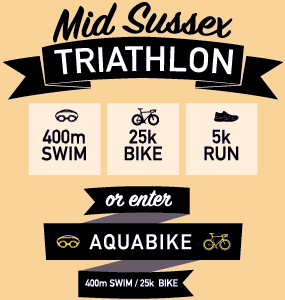 Mid Sussex
TRIATHLON
400m SWIM
25k BIKE
5k RUN
or enter
AQUABIKE
400m SWIM / 25k BIKE